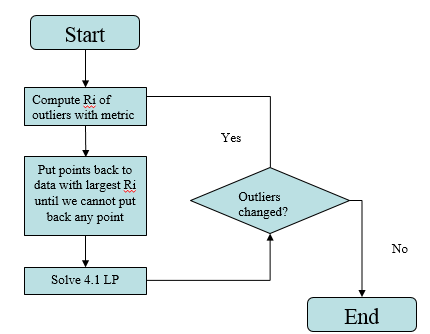 Start
Compute Ri of
outliers with metric
Put points back to
data with largest Ri
until we cannot put
back any point
Solve 4.1 LP
Yes
Outliers
changed?
No
End